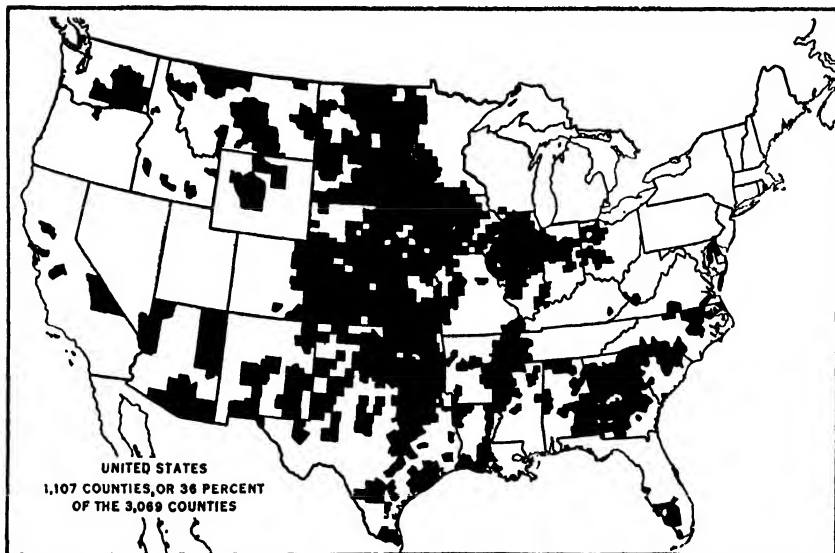 UNITED STATES
1,107 COUNTIES, OR 36 PERCENT
OF THE 3,069 COUNTIES